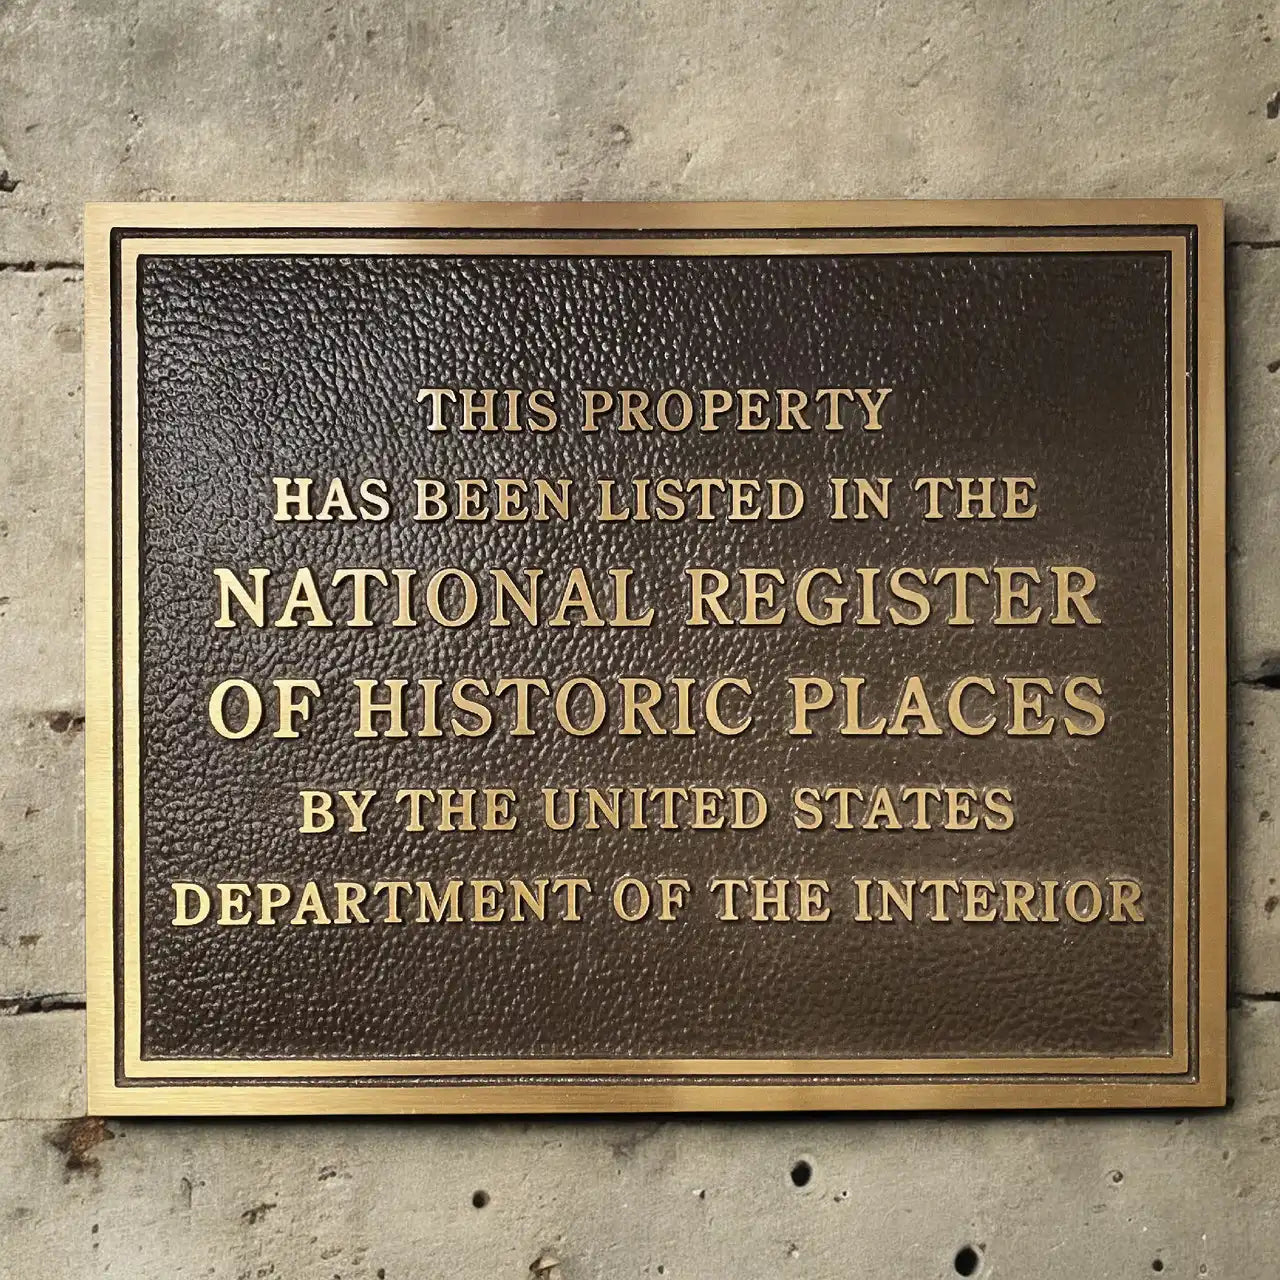 THIS PROPERTY
HAS BEEN LISTED IN THE
NATIONAL REGISTER
OF HISTORIC PLACES
BY THE UNITED STATES
DEPARTMENT OF THE INTERIOR